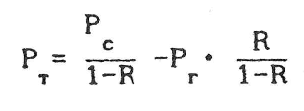 P_т = P_c / (1-R) - P_r · R / (1-R)